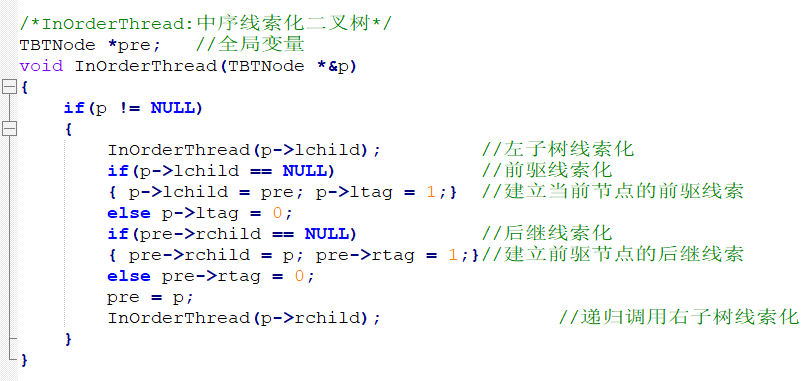 /*InOrderThread:中序线索化二叉树*/
TBTNode *pre;   //全局变量
void InOrderThread(TBTNode *&p)
{
    if(p != NULL)
    {
        InOrderThread(p->lchild);         //左子树线索化
        if(p->lchild == NULL)             //前驱线索化
        { p->lchild = pre; p->ltag = 1;}  //建立当前节点的前驱线索
        else p->ltag = 0;
        if(pre->rchild == NULL)           //后继线索化
        { pre->rchild = p; pre->rtag = 1;}//建立前驱节点的后继线索
        else pre->rtag = 0;
        pre = p;
        InOrderThread(p->rchild);                //递归调用右子树线索化
    }
}